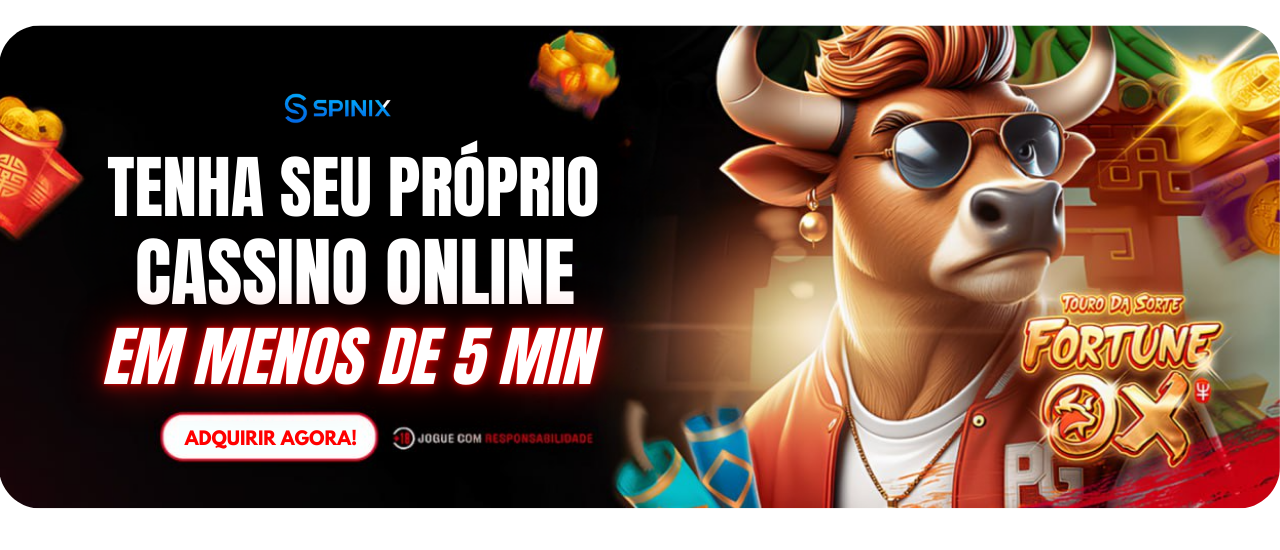 SPINIX
TENHA SEU PRÓPRIO
CASSINO ONLINE
EM MENOS DE 5 MIN
ADQUIRIR AGORA!
+18 JOGUE COM RESPONSABILIDADE
TOURO DA SORTE
FORTUNE
OX
PG